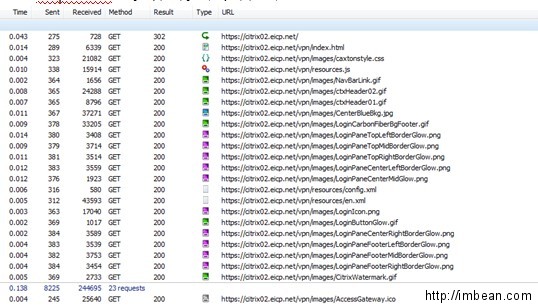 Time Sent Received Method Result Type URL
0.043 275 728 GET 302 https://citrix02.eicp.net/
0.014 289 6339 GET 200 https://citrix02.eicp.net/vpn/index.html
0.004 323 21082 GET 200 https://citrix02.eicp.net/vpn/images/caxtonstyle.css
0.010 338 15914 GET 200 https://citrix02.eicp.net/vpn/resources.js
0.002 364 1656 GET 200 https://citrix02.eicp.net/vpn/images/NavBarLink.gif
0.008 365 24288 GET 200 https://citrix02.eicp.net/vpn/images/ctxHeader02.gif
0.007 365 8796 GET 200 https://citrix02.eicp.net/vpn/images/ctxHeader01.gif
0.011 367 37271 GET 200 https://citrix02.eicp.net/vpn/images/CenterBlueBkg.jpg
0.009 378 33205 GET 200 https://citrix02.eicp.net/vpn/images/LoginCarbonFiberBgFooter.gif
0.014 380 3408 GET 200 https://citrix02.eicp.net/vpn/images/LoginPaneTopLeftBorderGlow.png
0.009 379 3714 GET 200 https://citrix02.eicp.net/vpn/images/LoginPaneTopMidBorderGlow.png
0.011 381 3514 GET 200 https://citrix02.eicp.net/vpn/images/LoginPaneTopRightBorderGlow.png
0.012 383 3559 GET 200 https://citrix02.eicp.net/vpn/images/LoginPaneCenterLeftBorderGlow.png
0.012 376 1923 GET 200 https://citrix02.eicp.net/vpn/images/LoginPaneCenterMidGlow.png
0.006 316 580 GET 200 https://citrix02.eicp.net/vpn/resources/config.xml
0.005 312 43593 GET 200 https://citrix02.eicp.net/vpn/resources/en.xml
0.003 363 17040 GET 200 https://citrix02.eicp.net/vpn/images/LoginIcon.png
0.002 369 1017 GET 200 https://citrix02.eicp.net/vpn/images/LoginButtonGlow.gif
0.002 384 3589 GET 200 https://citrix02.eicp.net/vpn/images/LoginPaneCenterRightBorderGlow.png
0.004 383 3539 GET 200 https://citrix02.eicp.net/vpn/images/LoginPaneFooterLeftBorderGlow.png
0.004 382 3753 GET 200 https://citrix02.eicp.net/vpn/images/LoginPaneFooterMidBorderGlow.png
0.004 384 3454 GET 200 https://citrix02.eicp.net/vpn/images/LoginPaneFooterRightBorderGlow.png
0.005 369 2733 GET 200 https://citrix02.eicp.net/vpn/images/CitrixWatermark.gif
0.138 8225 244695 23 requests
0.004 245 25640 GET 200 https://citrix02.eicp.net/vpn/images/AccessGateway.ico
http://imbean.com